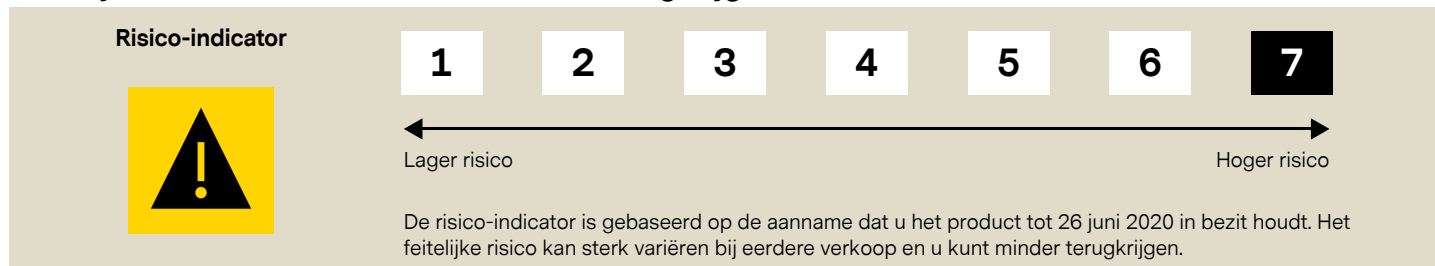 Risico-indicator
1 2 3 4 5 6 7
Lager risico Hoger risico
De risico-indicator is gebaseerd op de aanname dat u het product tot 26 juni 2020 in bezit houdt. Het
feitelijke risico kan sterk variëren bij eerdere verkoop en u kunt minder terugkrijgen.